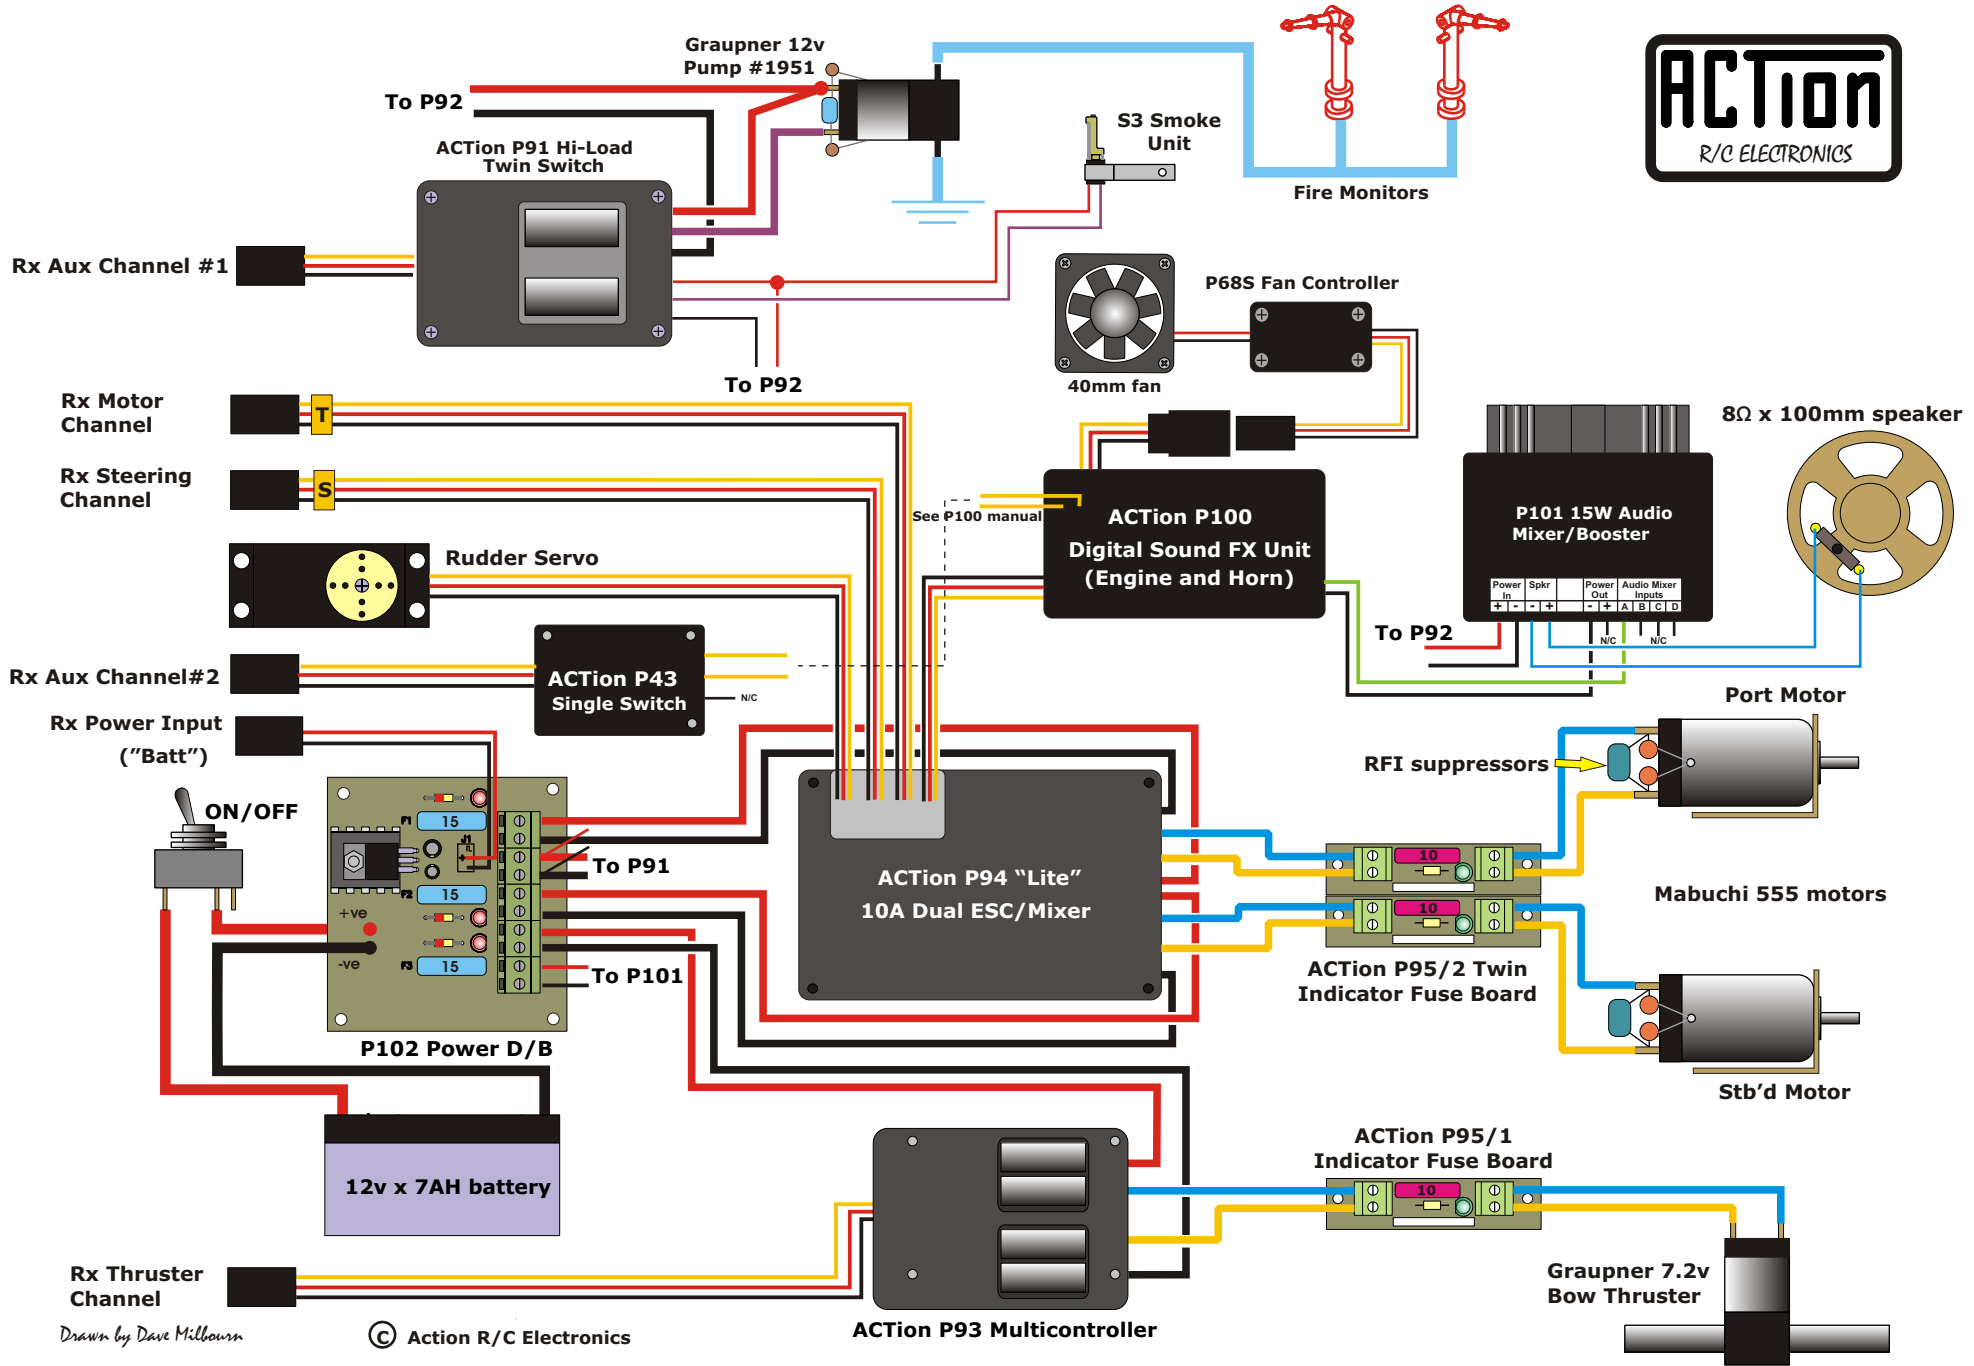 Graupner 12v
Pump #1951
To P92
ACTion P91 Hi-Load
Twin Switch
S3 Smoke
Unit
Fire Monitors
ACTion
R/C ELECTRONICS
Rx Aux Channel #1
P68S Fan Controller
40mm fan
To P92
Rx Motor
Channel
T
Rx Steering
Channel
S
8Ω x 100mm speaker
See P100 manual
ACTion P100
Digital Sound FX Unit
(Engine and Horn)
P101 15W Audio
Mixer/Booster
Power In
Spkr
Power Out
Audio Mixer Inputs
+ - - + - + A B C D
N/C N/C
To P92
Rudder Servo
Rx Aux Channel#2
ACTion P43
Single Switch
N/C
Rx Power Input
("Batt")
ON/OFF
F1 15
J1
+
To P91
F2 15
+ve
-ve
F3 15
To P101
P102 Power D/B
12v x 7AH battery
ACTion P94 “Lite”
10A Dual ESC/Mixer
Port Motor
RFI suppressors
10
Mabuchi 555 motors
10
ACTion P95/2 Twin
Indicator Fuse Board
Stb’d Motor
ACTion P95/1
Indicator Fuse Board
10
Graupner 7.2v
Bow Thruster
Rx Thruster
Channel
ACTion P93 Multicontroller
Drawn by Dave Milbourn
© Action R/C Electronics